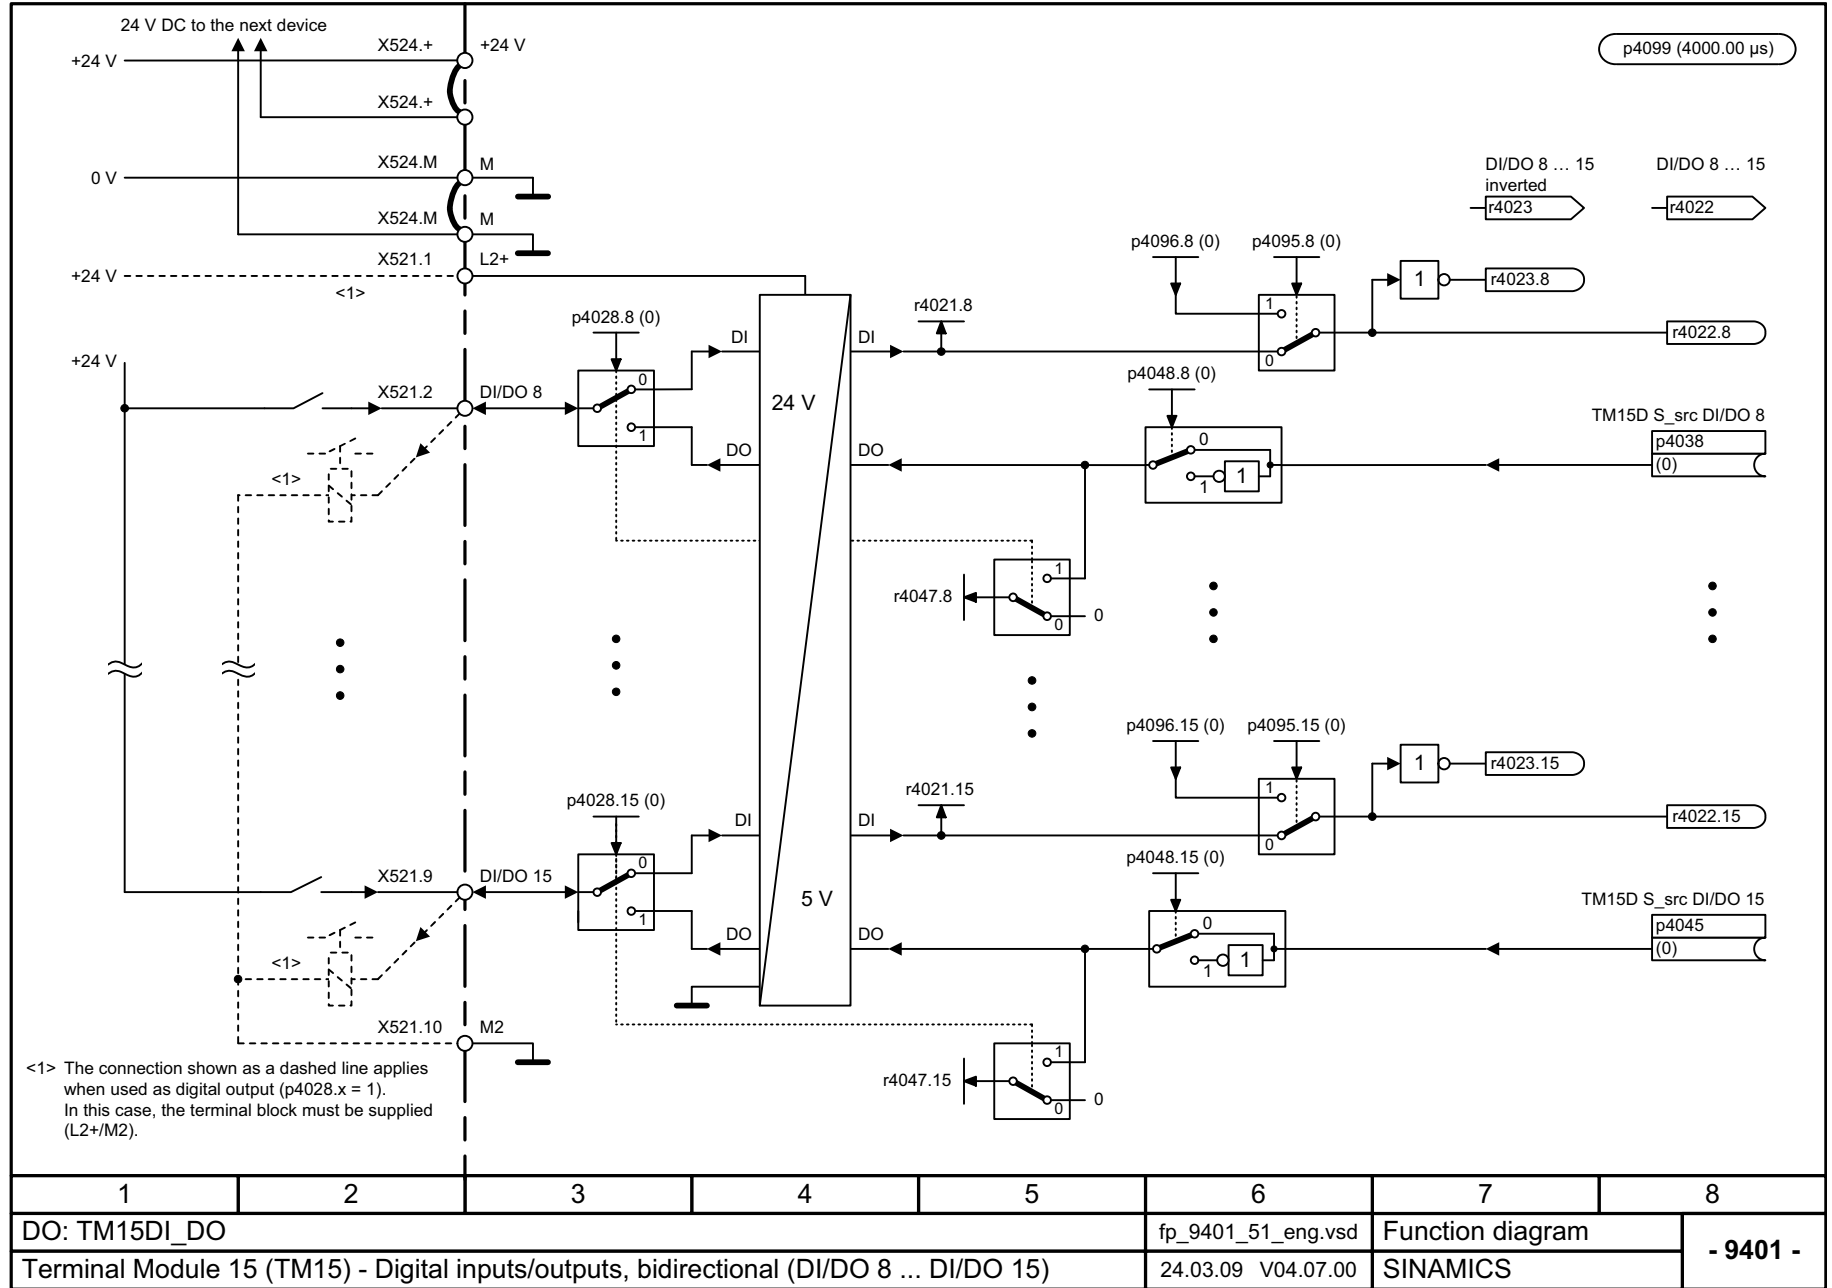 24 V DC to the next device
X524.+
+24 V
+24 V
p4099 (4000.00 µs)
X524.+
X524.M
M
0 V
DI/DO 8 ... 15
inverted
r4023
DI/DO 8 ... 15
r4022
X524.M
M
X521.1
L2+
+24 V
<1>
p4096.8 (0)
p4095.8 (0)
1
0
1
r4023.8
r4022.8
r4021.8
p4028.8 (0)
0
1
DI
DI
24 V
+24 V
X521.2
DI/DO 8
p4048.8 (0)
0
1
1
TM15D S_src DI/DO 8
p4038
(0)
DO
DO
<1>
r4047.8
1
0
0
p4096.15 (0)
p4095.15 (0)
1
0
1
r4023.15
r4022.15
r4021.15
p4028.15 (0)
0
1
DI
DI
5 V
X521.9
DI/DO 15
p4048.15 (0)
0
1
1
TM15D S_src DI/DO 15
p4045
(0)
DO
DO
<1>
X521.10
M2
r4047.15
1
0
0
<1> The connection shown as a dashed line applies
when used as digital output (p4028.x = 1).
In this case, the terminal block must be supplied
(L2+/M2).
1 2 3 4 5 6 7 8
DO: TM15DI_DO
fp_9401_51_eng.vsd
Function diagram
- 9401 -
Terminal Module 15 (TM15) - Digital inputs/outputs, bidirectional (DI/DO 8 ... DI/DO 15)
24.03.09 V04.07.00
SINAMICS